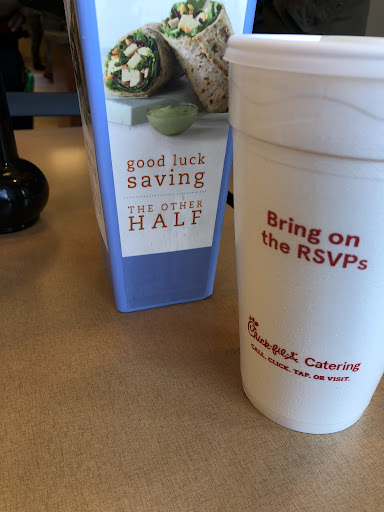 good luck
saving
THE OTHER
HALF
Bring on
the RSVPs
Chick-fil-A Catering
CALL, CLICK, TAP, OR VISIT.